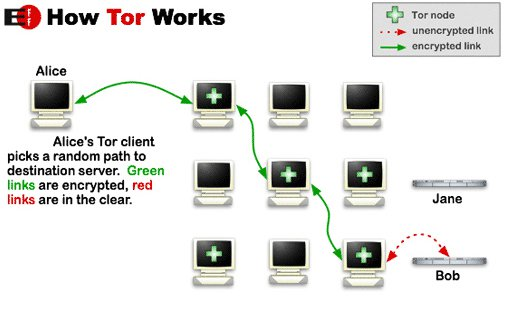 EFF How Tor Works
Tor node
unencrypted link
encrypted link
Alice
Alice's Tor client
picks a random path to
destination server. Green
links are encrypted, red
links are in the clear.
Jane
Bob